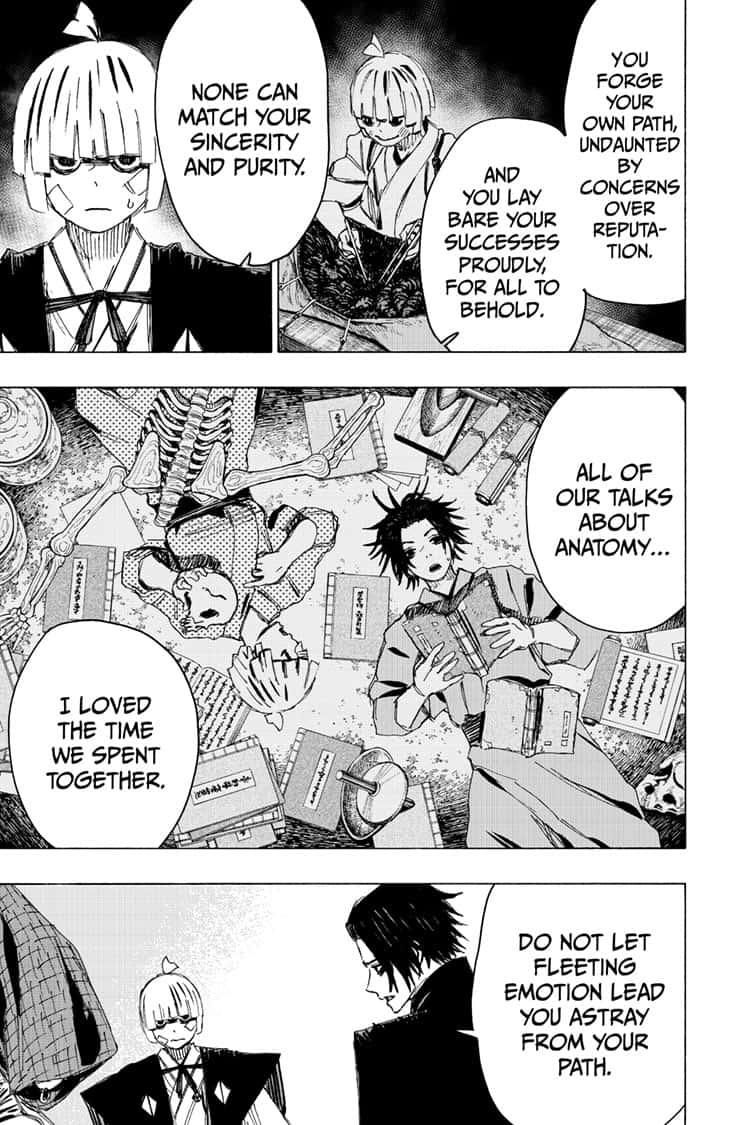 YOU
FORGE
YOUR
OWN PATH,
UNDAUNTED
BY
CONCERNS
OVER
REPUTA-
TION.
AND
YOU LAY
BARE YOUR
SUCCESSES
PROUDLY,
FOR ALL TO
BEHOLD.
NONE CAN
MATCH YOUR
SINCERITY
AND PURITY.
ALL OF
OUR TALKS
ABOUT
ANATOMY...
I LOVED
THE TIME
WE SPENT
TOGETHER.
DO NOT LET
FLEETING
EMOTION LEAD
YOU ASTRAY
FROM YOUR
PATH.